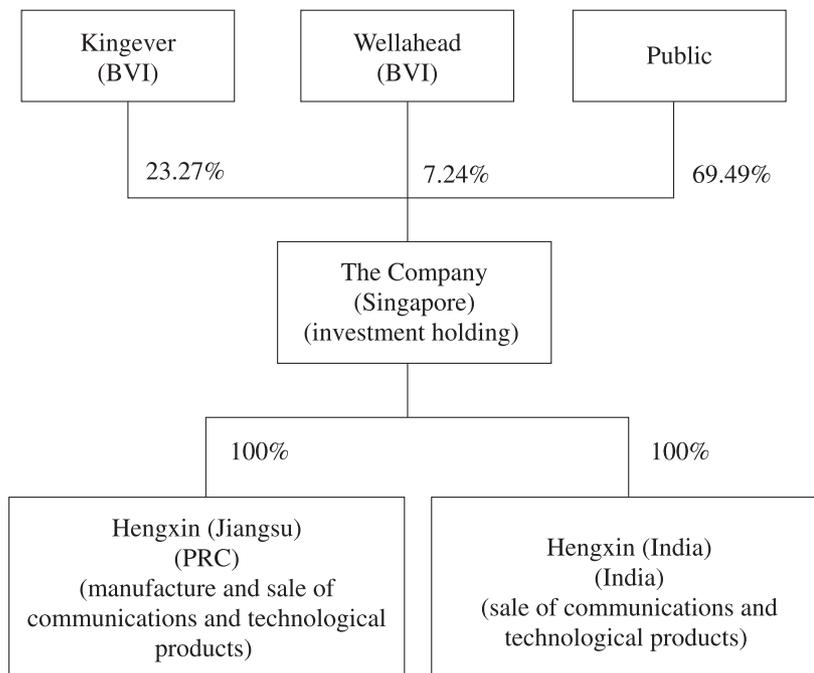 Kingever
(BVI)
Wellahead
(BVI)
Public
23.27%
7.24%
69.49%
The Company
(Singapore)
(investment holding)
100%
100%
Hengxin (Jiangsu)
(PRC)
(manufacture and sale of
communications and technological
products)
Hengxin (India)
(India)
(sale of communications and
technological products)